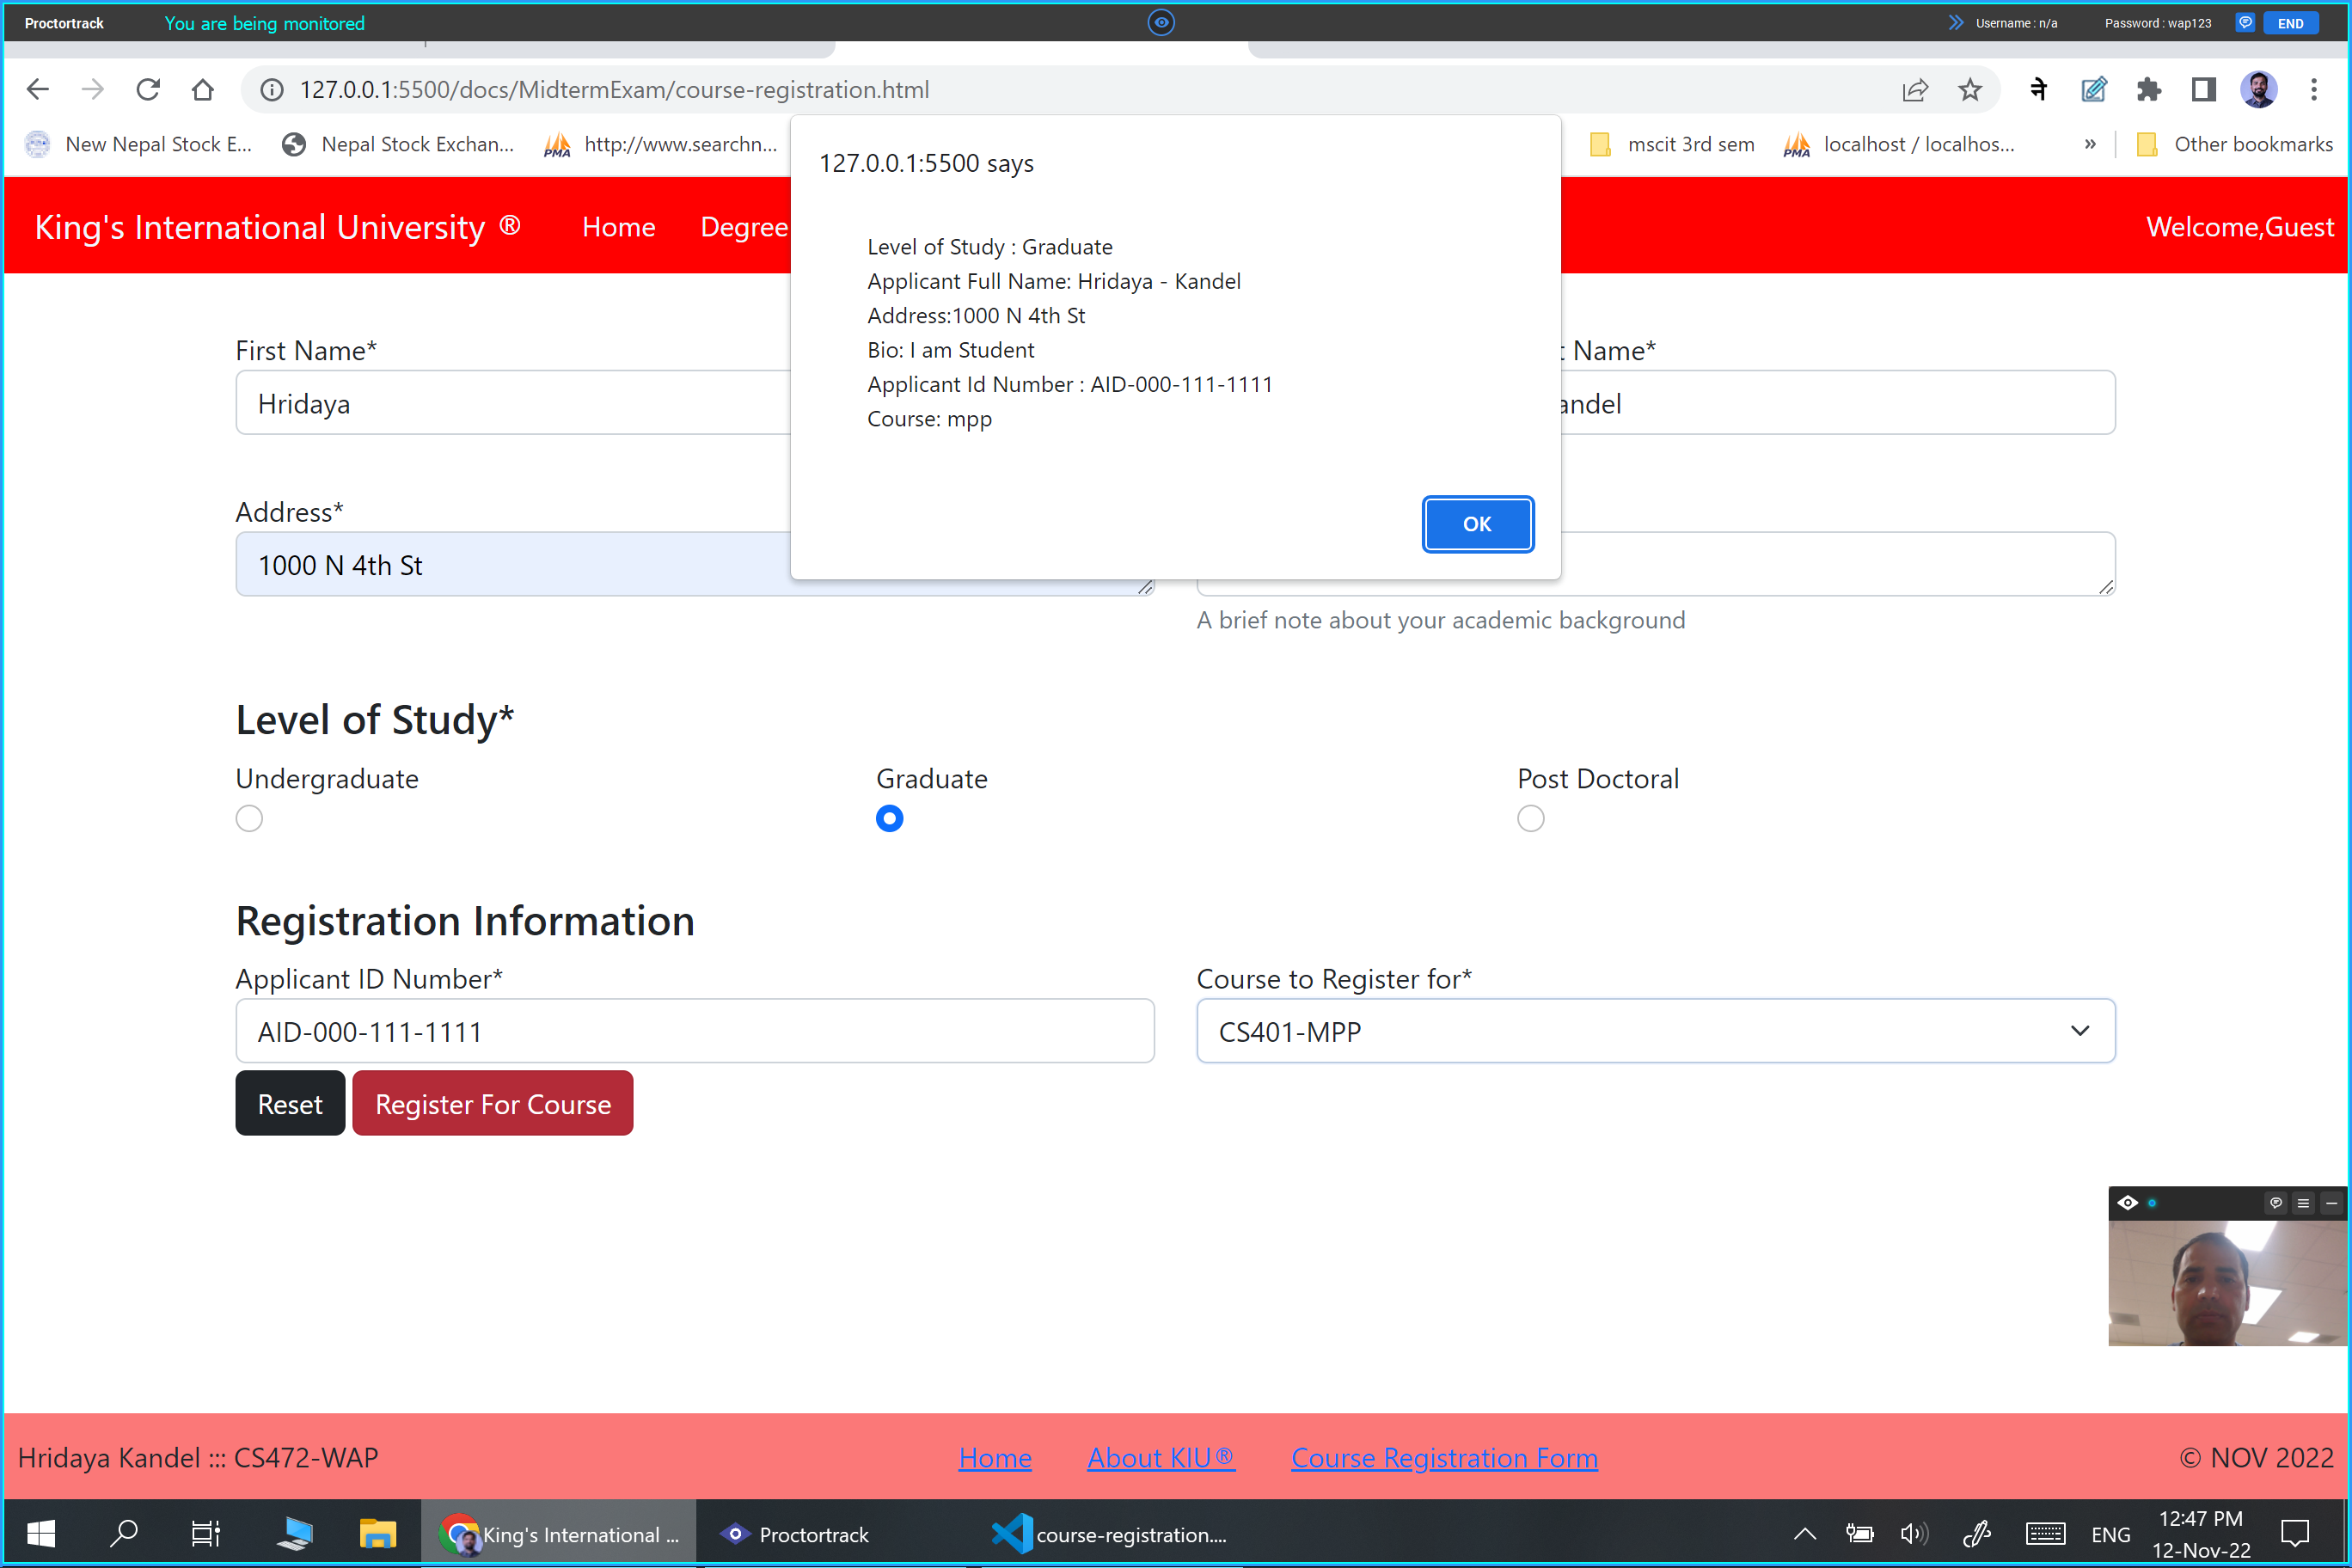 Proctortrack You are being monitored Username : n/a Password : wap123 END
127.0.0.1:5500/docs/MidtermExam/course-registration.html ने
New Nepal Stock E... Nepal Stock Exchan... PMA http://www.searchn... mscit 3rd sem PMA localhost / localhos... » Other bookmarks
127.0.0.1:5500 says
Level of Study : Graduate
Applicant Full Name: Hridaya - Kandel
Address:1000 N 4th St
Bio: I am Student
Applicant Id Number : AID-000-111-1111
Course: mpp
OK
King's International University ® Home Degree Welcome,Guest
First Name* Name*
Hridaya andel
Address*
1000 N 4th St
A brief note about your academic background
Level of Study*
Undergraduate Graduate Post Doctoral
Registration Information
Applicant ID Number* Course to Register for*
AID-000-111-1111 CS401-MPP
Reset Register For Course
Hridaya Kandel ::: CS472-WAP Home About KIU® Course Registration Form © NOV 2022
King's International ... Proctortrack course-registration.... ENG 12:47 PM
12-Nov-22